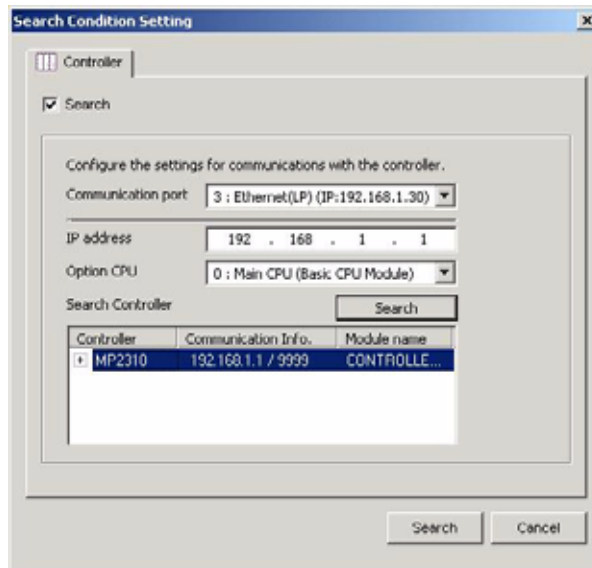 Search Condition Setting
Controller
Search
Configure the settings for communications with the controller.
Communication port 3 : Ethernet(LP) (IP:192.168.1.30)
IP address 192 . 168 . 1 . 1
Option CPU 0 : Main CPU (Basic CPU Module)
Search Controller Search
Controller Communication Info. Module name
MP2310 192.168.1.1 / 9999 CONTROLLE...
Search Cancel